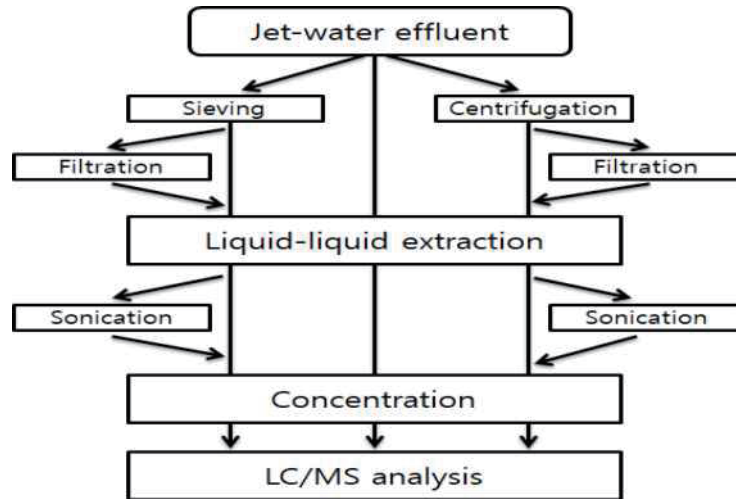 Jet-water effluent
Sieving
Centrifugation
Filtration
Filtration
Liquid-liquid extraction
Sonication
Sonication
Concentration
LC/MS analysis